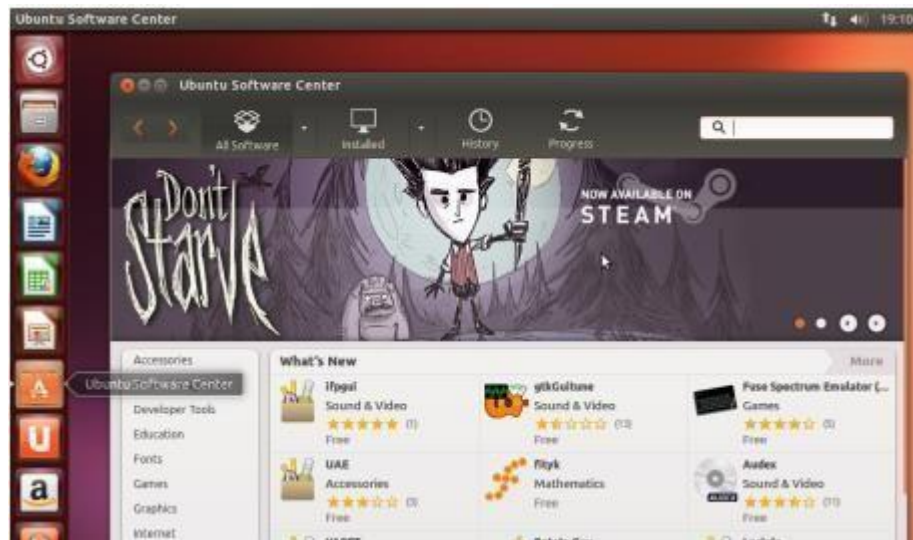 Ubuntu Software Center
19:10
Ubuntu Software Center
All Software
Installed
History
Progress
Don't
Starve
NOW AVAILABLE ON
STEAM
Accessories
Ubuntu Software Center
Developer Tools
Education
Fonts
Games
Graphics
Internet
What's New
More
ifpgui
Sound & Video
(1)
Free
gtkGuitune
Sound & Video
(13)
Free
Fuse Spectrum Emulator (...
Games
(5)
Free
UAE
Accessories
(3)
Free
fityk
Mathematics
Free
Audex
Sound & Video
(11)
Free